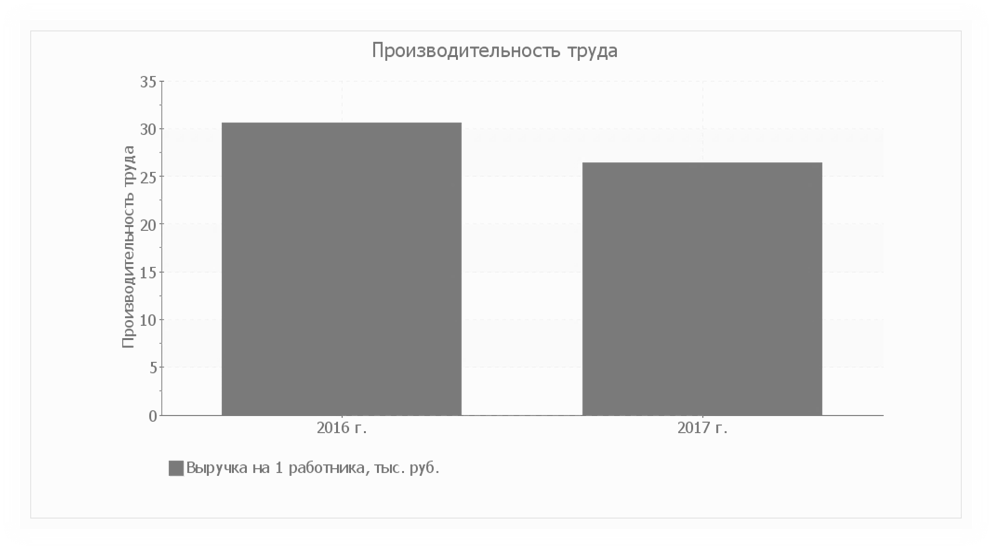 Производительность труда
Производительность труда
35
30
25
20
15
10
5
0
2016 г.
2017 г.
Выручка на 1 работника, тыс. руб.